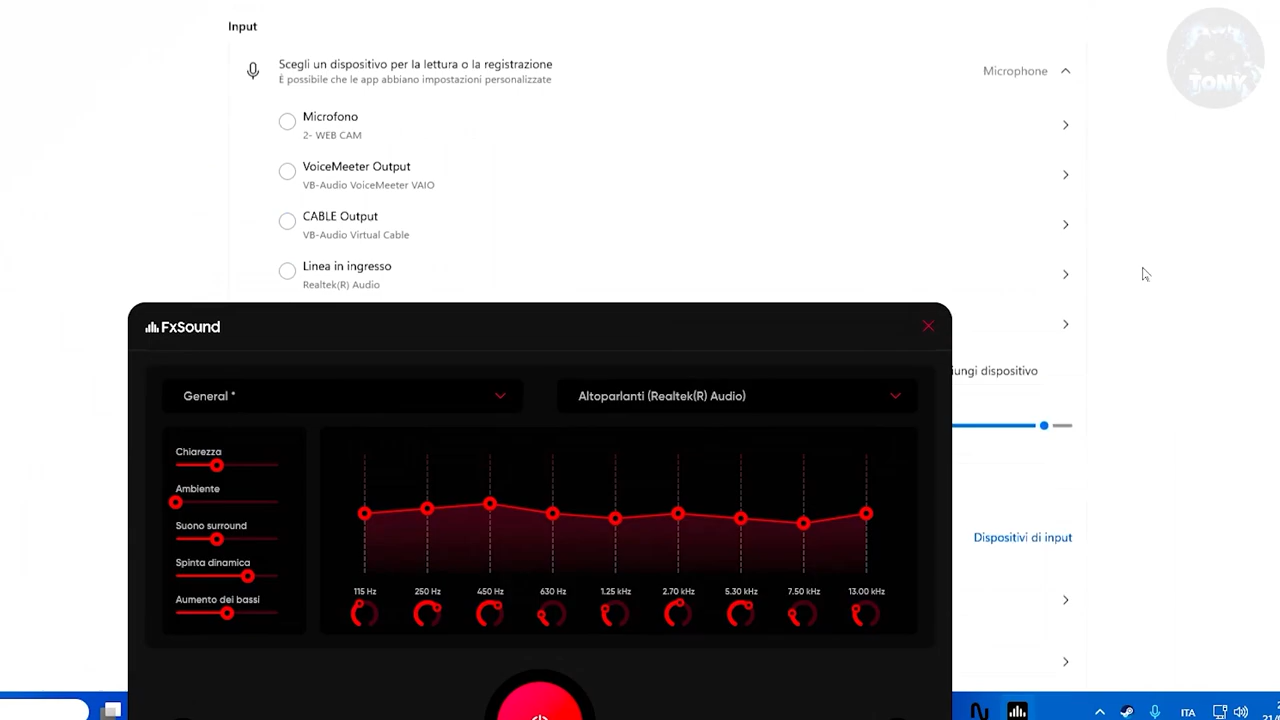 Input
Scegli un dispositivo per la lettura o la registrazione
È possibile che le app abbiano impostazioni personalizzate
Microphone
TONY
Microfono
2- WEB CAM
VoiceMeeter Output
VB-Audio VoiceMeeter VAIO
CABLE Output
VB-Audio Virtual Cable
Linea in ingresso
Realtek(R) Audio
FxSound
iungi dispositivo
General *
Altoparlanti (Realtek(R) Audio)
Chiarezza
Ambiente
Suono surround
Spinta dinamica
Aumento dei bassi
115 Hz 250 Hz 450 Hz 630 Hz 1.25 kHz 2.70 kHz 5.30 kHz 7.50 kHz 13.00 kHz
Dispositivi di input
ITA